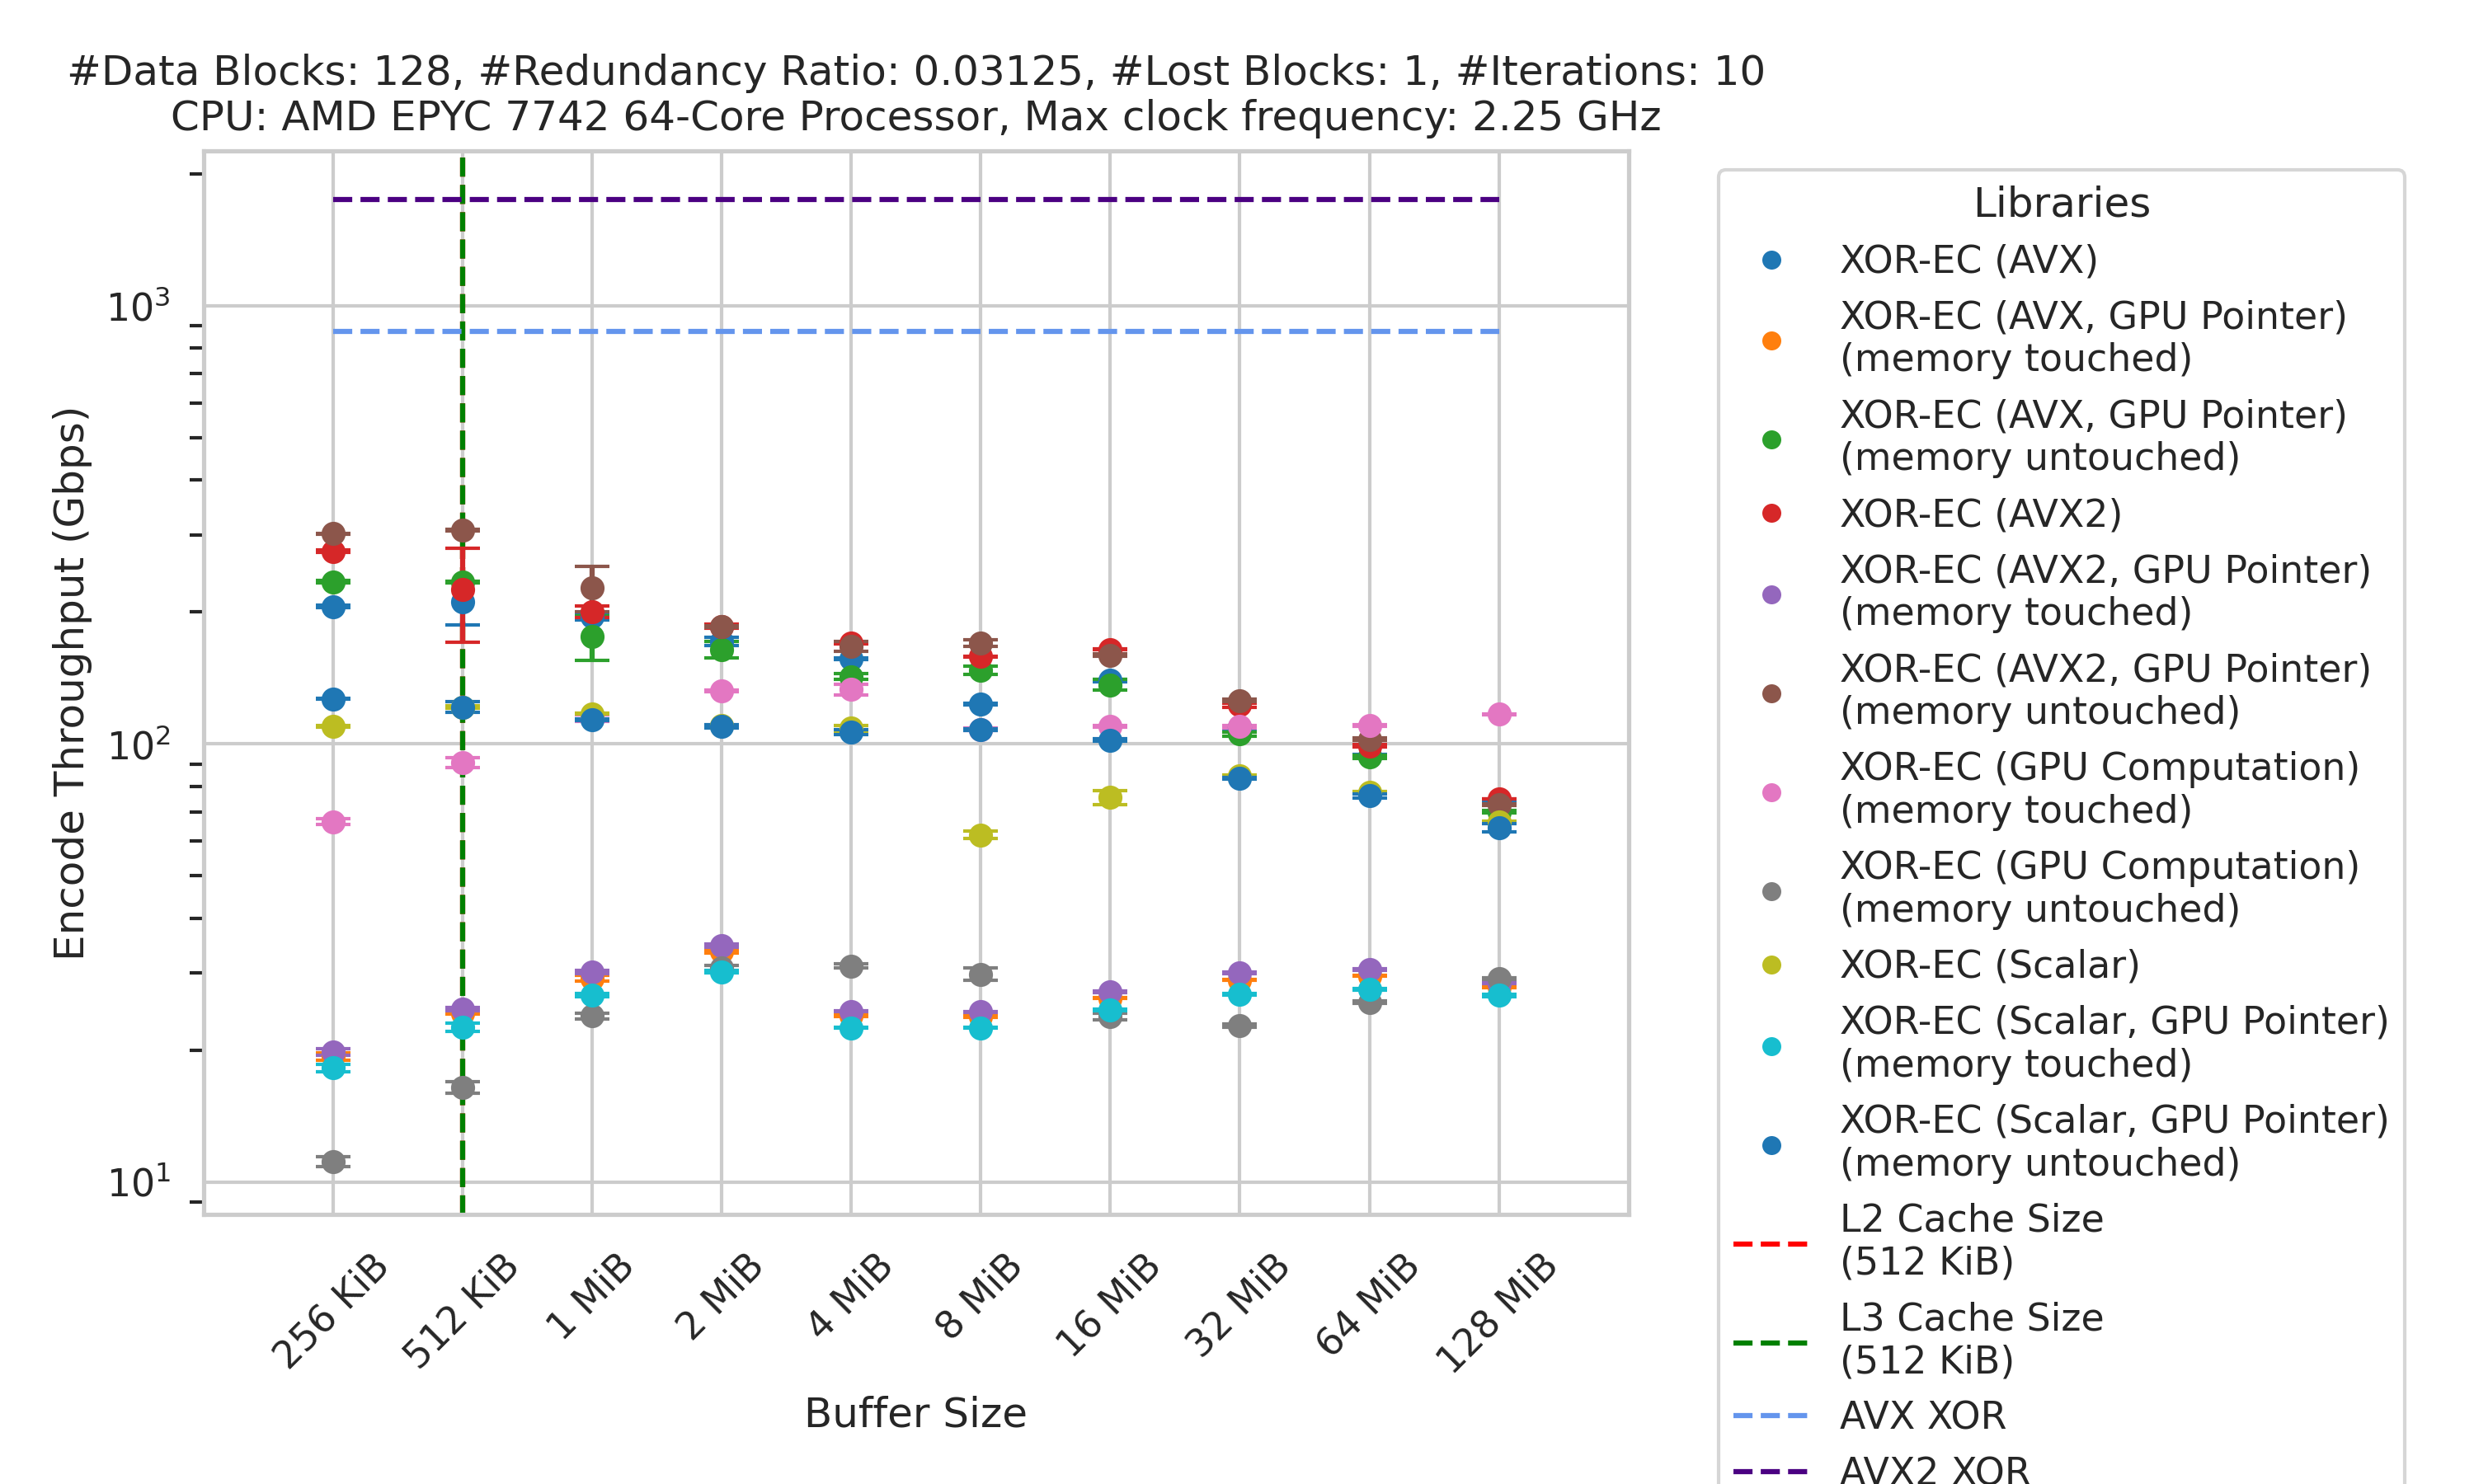 #Data Blocks: 128, #Redundancy Ratio: 0.03125, #Lost Blocks: 1, #Iterations: 10
CPU: AMD EPYC 7742 64-Core Processor, Max clock frequency: 2.25 GHz
Encode Throughput (Gbps)
10³
10²
10¹
256 KiB
512 KiB
1 MiB
2 MiB
4 MiB
8 MiB
16 MiB
32 MiB
64 MiB
128 MiB
Buffer Size
Libraries
XOR-EC (AVX)
XOR-EC (AVX, GPU Pointer)
(memory touched)
XOR-EC (AVX, GPU Pointer)
(memory untouched)
XOR-EC (AVX2)
XOR-EC (AVX2, GPU Pointer)
(memory touched)
XOR-EC (AVX2, GPU Pointer)
(memory untouched)
XOR-EC (GPU Computation)
(memory touched)
XOR-EC (GPU Computation)
(memory untouched)
XOR-EC (Scalar)
XOR-EC (Scalar, GPU Pointer)
(memory touched)
XOR-EC (Scalar, GPU Pointer)
(memory untouched)
L2 Cache Size
(512 KiB)
L3 Cache Size
(512 KiB)
AVX XOR
AVX2 XOR